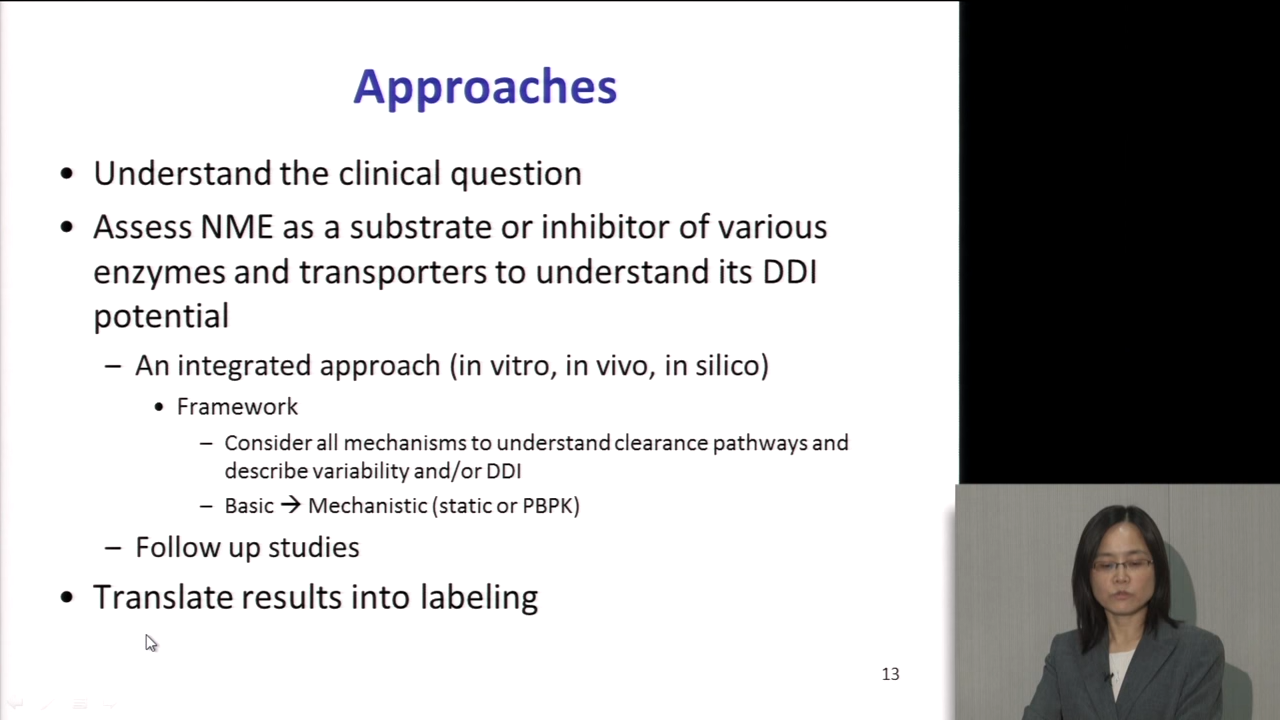 Approaches
• Understand the clinical question
• Assess NME as a substrate or inhibitor of various
enzymes and transporters to understand its DDI
potential
– An integrated approach (in vitro, in vivo, in silico)
• Framework
– Consider all mechanisms to understand clearance pathways and
describe variability and/or DDI
– Basic → Mechanistic (static or PBPK)
– Follow up studies
• Translate results into labeling
13